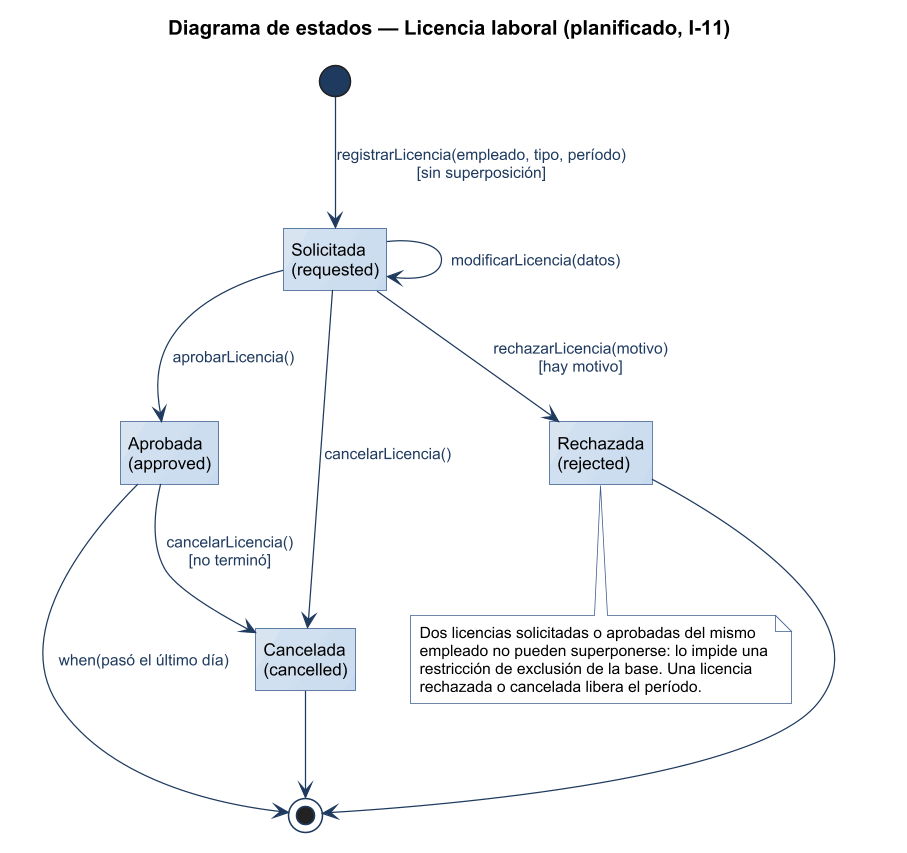 Diagrama de estados — Licencia laboral (planificado, I-11)
registrarLicencia(empleado, tipo, período)
[sin superposición]
Solicitada
(requested)
modificarLicencia(datos)
aprobarLicencia()
rechazarLicencia(motivo)
[hay motivo]
Aprobada
(approved)
cancelarLicencia()
Rechazada
(rejected)
cancelarLicencia()
[no terminó]
when(pasó el último día)
Cancelada
(cancelled)
Dos licencias solicitadas o aprobadas del mismo
empleado no pueden superponerse: lo impide una
restricción de exclusión de la base. Una licencia
rechazada o cancelada libera el período.